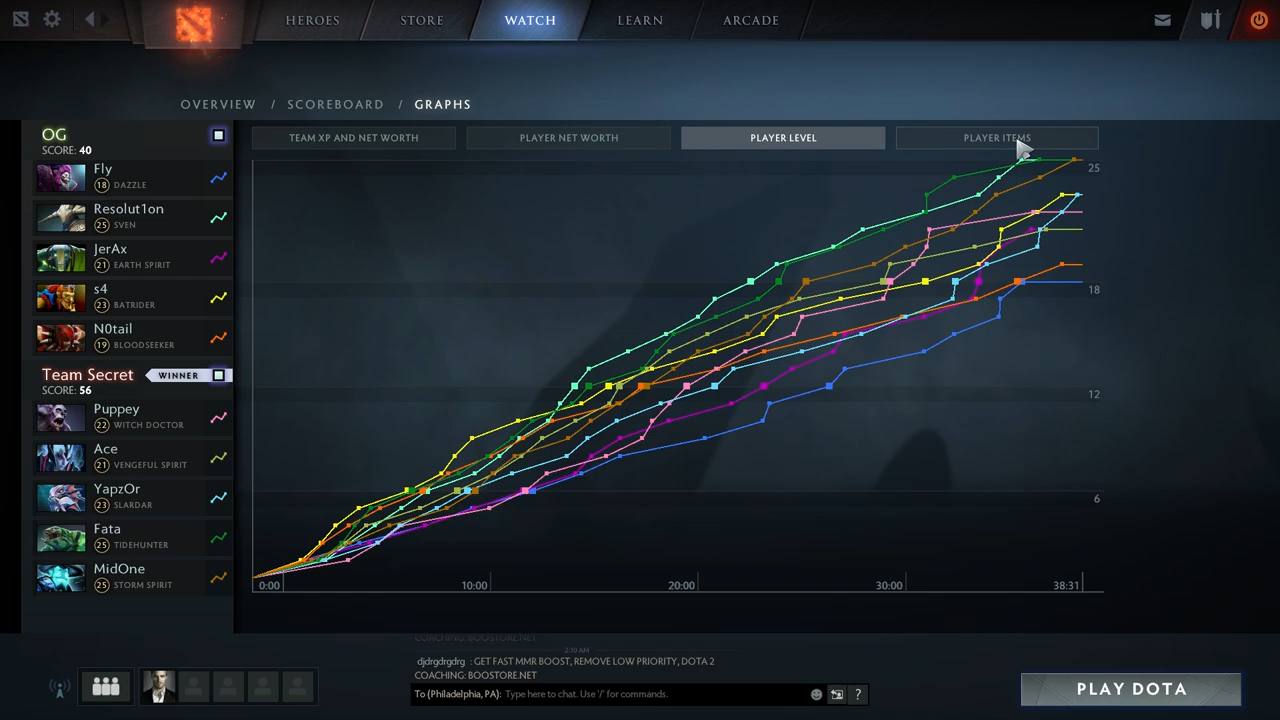 HEROES
STORE
WATCH
LEARN
ARCADE
OVERVIEW / SCOREBOARD / GRAPHS
TEAM XP AND NET WORTH
PLAYER NET WORTH
PLAYER LEVEL
PLAYER ITEMS
OG
SCORE: 40
Fly
18 DAZZLE
Resolut1on
25 SVEN
JerAx
21 EARTH SPIRIT
s4
23 BATRIDER
N0tail
19 BLOODSEEKER
Team Secret
WINNER
SCORE: 56
Puppey
22 WITCH DOCTOR
Ace
21 VENGEFUL SPIRIT
YapzOr
23 SLARDAR
Fata
25 TIDEHUNTER
MidOne
25 STORM SPIRIT
25
18
12
6
0:00
10:00
20:00
30:00
38:31
COACHING: BOOSTORE.NET
2:30 AM
djdrgdrgdrg : GET FAST MMR BOOST, REMOVE LOW PRIORITY, DOTA 2
COACHING: BOOSTORE.NET
To (Philadelphia, PA): Type here to chat. Use '/' for commands.
?
PLAY DOTA